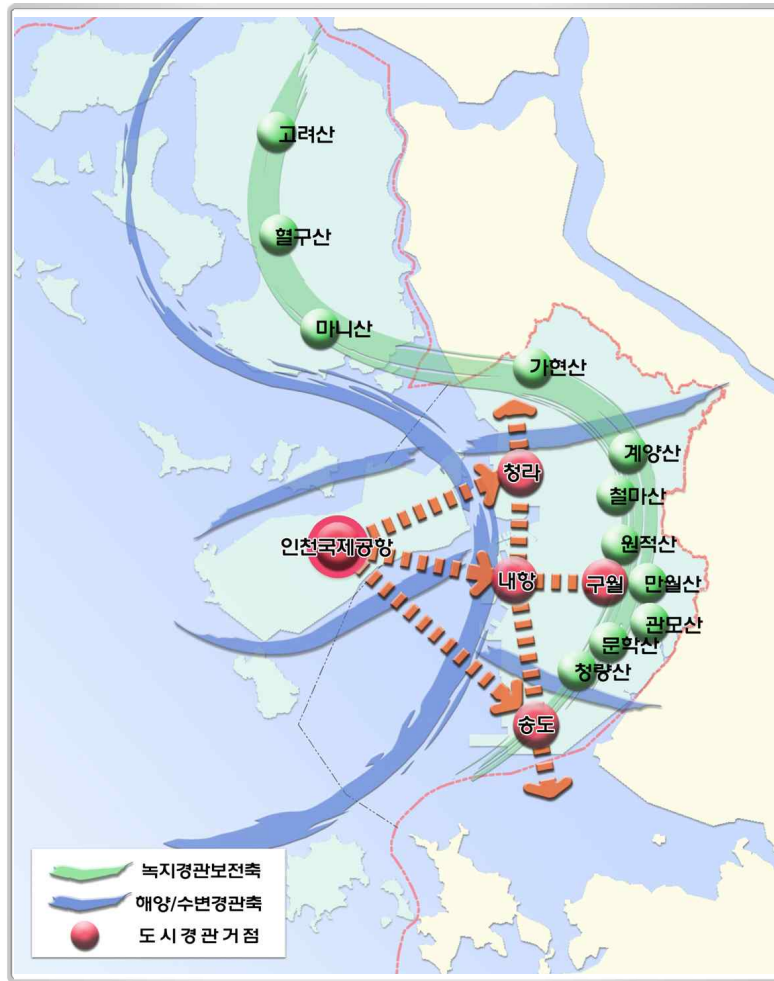 고려산
혈구산
마니산
가현산
계양산
청라
철마산
인천국제공항
원적산
내항
구월
만월산
관모산
문학산
청량산
송도
녹지경관보전축
해양/수변경관축
도시경관거점